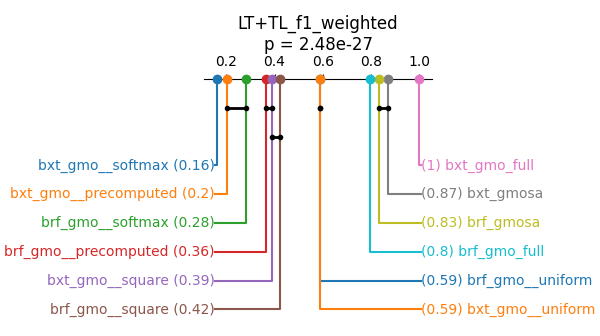 LT+TL_f1_weighted
p = 2.48e-27
0.2 0.4 0.6 0.8 1.0
bxt_gmo__softmax (0.16) (1) bxt_gmo_full
bxt_gmo__precomputed (0.2) (0.87) bxt_gmosa
brf_gmo__softmax (0.28) (0.83) brf_gmosa
brf_gmo__precomputed (0.36) (0.8) brf_gmo_full
bxt_gmo__square (0.39) (0.59) brf_gmo__uniform
brf_gmo__square (0.42) (0.59) bxt_gmo__uniform